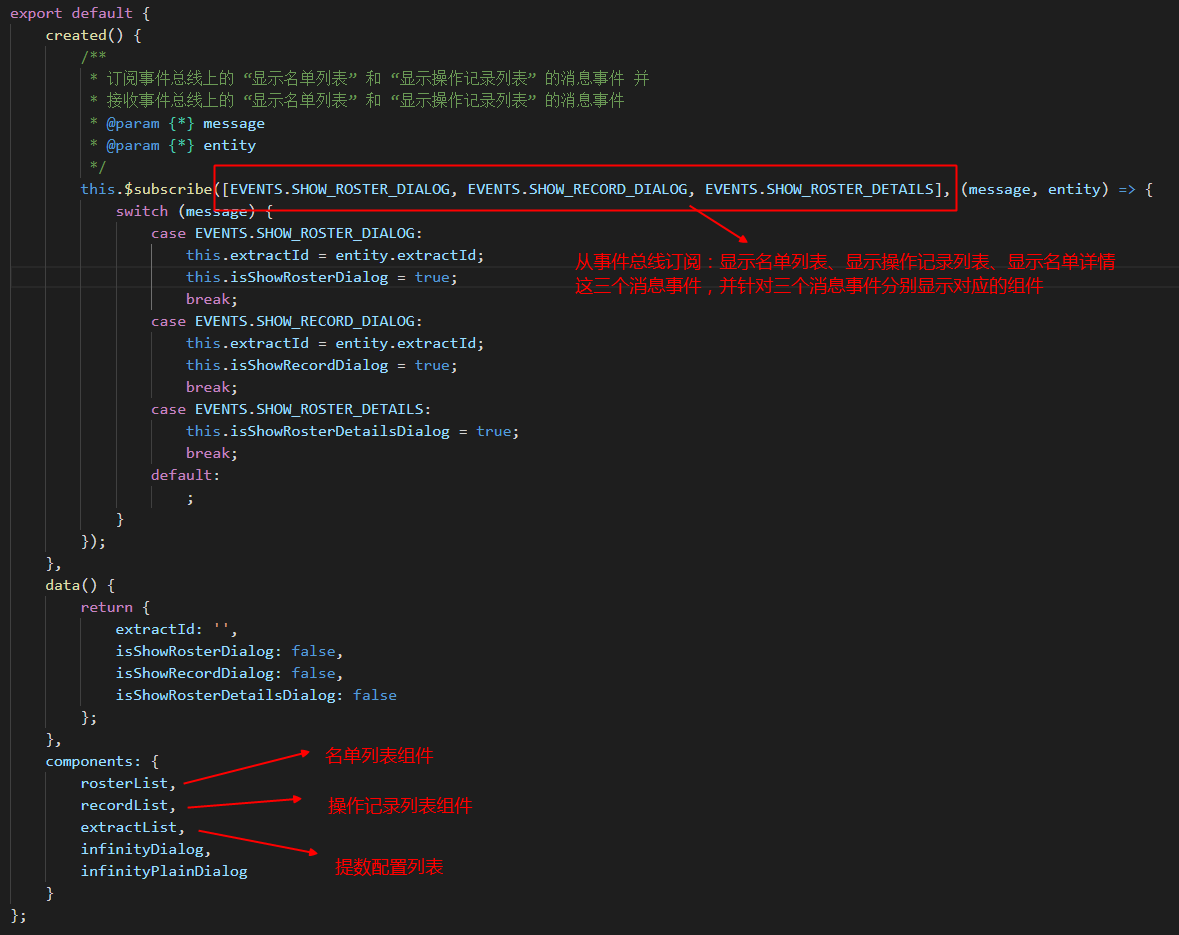 export default {
created() {
/**
* 订阅事件总线上的“显示名单列表”和“显示操作记录列表”的消息事件 并
* 接收事件总线上的“显示名单列表”和“显示操作记录列表”的消息事件
* @param {*} message
* @param {*} entity
*/
this.$subscribe([EVENTS.SHOW_ROSTER_DIALOG, EVENTS.SHOW_RECORD_DIALOG, EVENTS.SHOW_ROSTER_DETAILS], (message, entity) => {
switch (message) {
case EVENTS.SHOW_ROSTER_DIALOG:
this.extractId = entity.extractId;
从事件总线订阅：显示名单列表、显示操作记录列表、显示名单详情
this.isShowRosterDialog = true;
这三个消息事件，并针对三个消息事件分别显示对应的组件
break;
case EVENTS.SHOW_RECORD_DIALOG:
this.extractId = entity.extractId;
this.isShowRecordDialog = true;
break;
case EVENTS.SHOW_ROSTER_DETAILS:
this.isShowRosterDetailsDialog = true;
break;
default:
;
}
});
},
data() {
return {
extractId: '',
isShowRosterDialog: false,
isShowRecordDialog: false,
isShowRosterDetailsDialog: false
};
},
components: {
名单列表组件
rosterList,
recordList,
操作记录列表组件
extractList,
infinityDialog,
提数配置列表
infinityPlainDialog
}
};